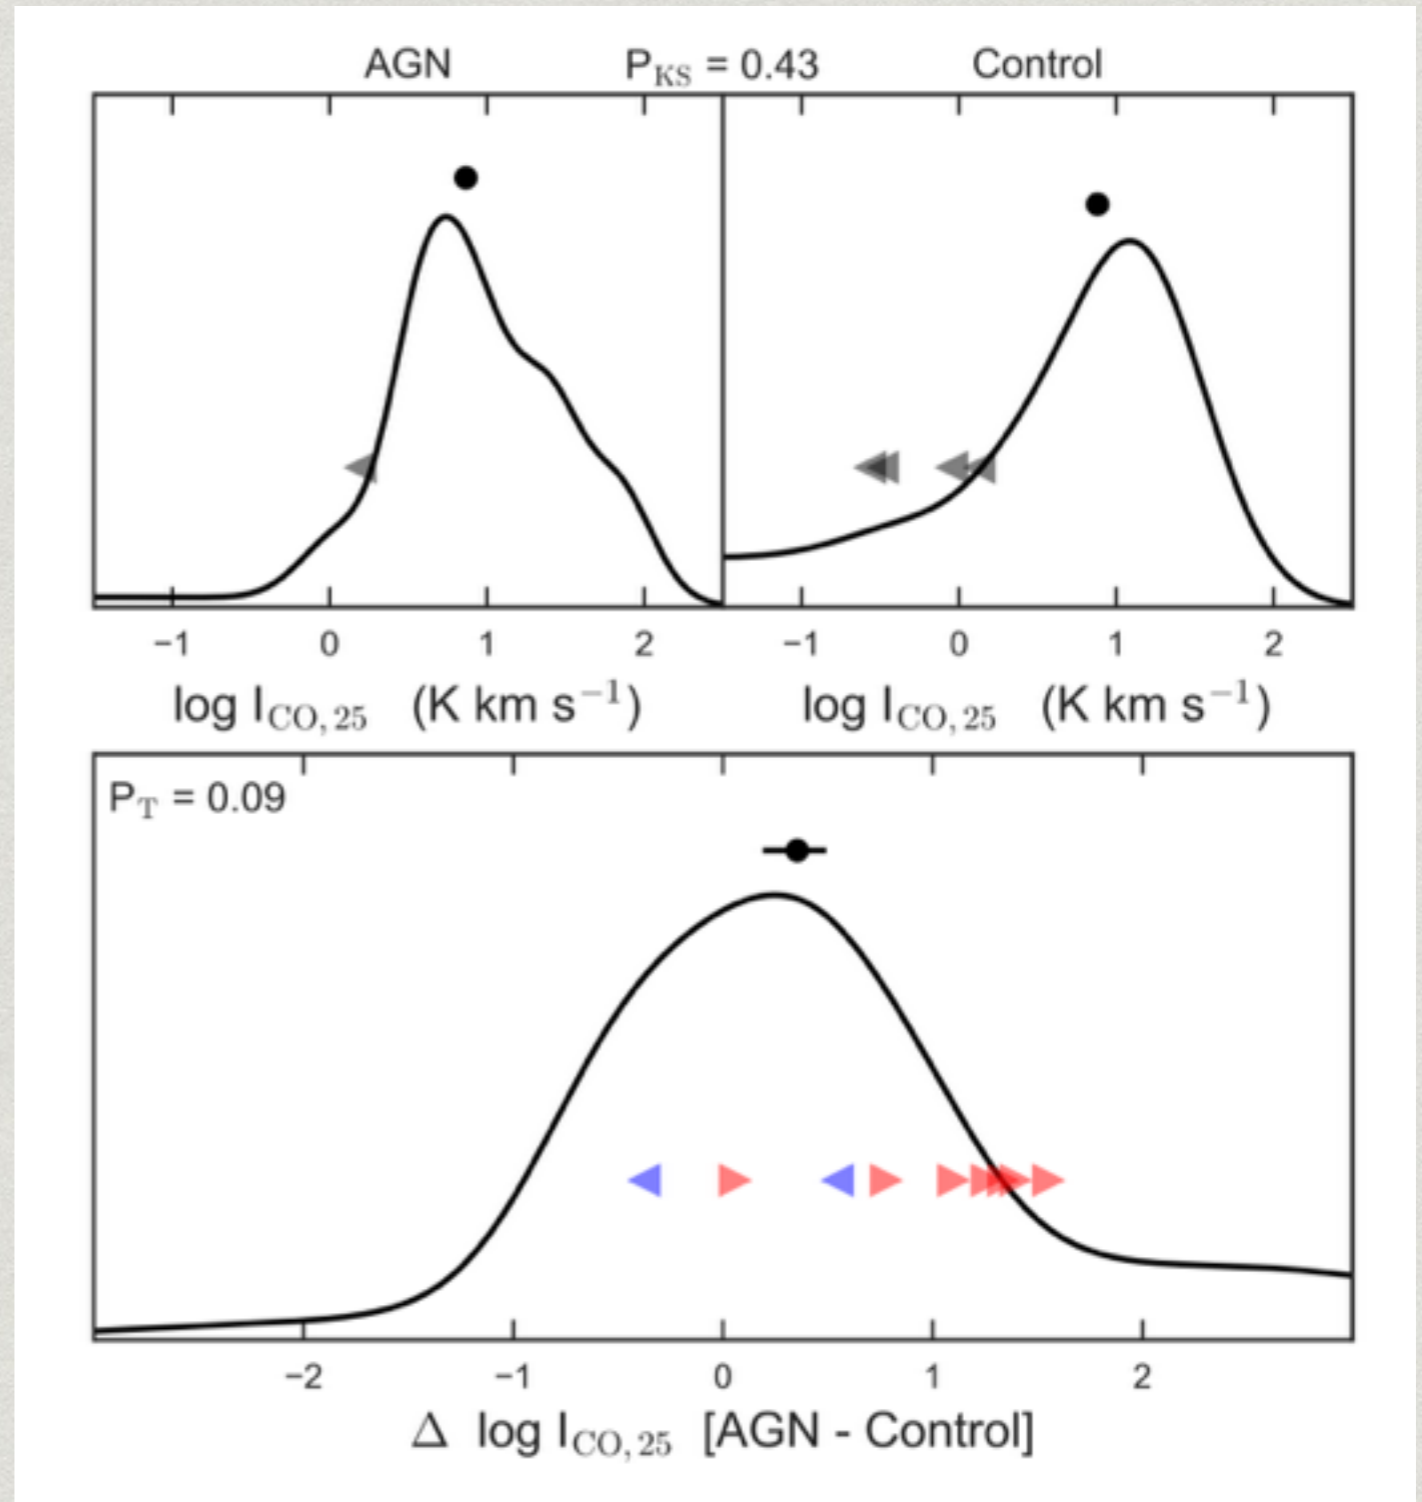 AGN P_KS = 0.43 Control
−1 0 1 2 −1 0 1 2
log I_CO, 25 (K km s⁻¹) log I_CO, 25 (K km s⁻¹)
P_T = 0.09
−2 −1 0 1 2
Δ log I_CO, 25 [AGN - Control]